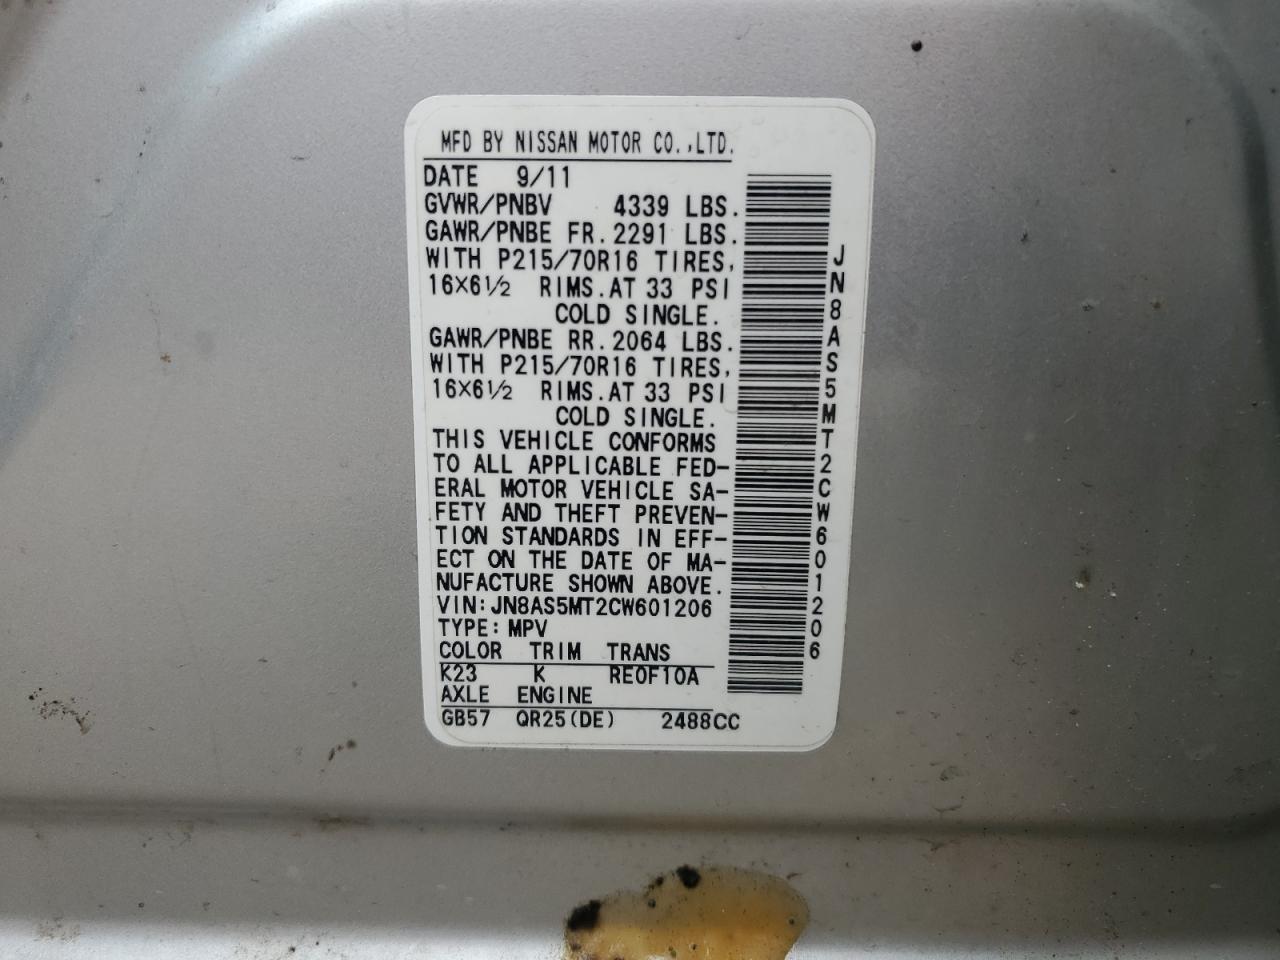 MFD BY NISSAN MOTOR CO.,LTD.
DATE 9/11
GVWR/PNBV 4339 LBS.
GAWR/PNBE FR.2291 LBS.
WITH P215/70R16 TIRES,
16X6½ RIMS.AT 33 PSI
COLD SINGLE.
GAWR/PNBE RR.2064 LBS.
WITH P215/70R16 TIRES,
16X6½ RIMS.AT 33 PSI
COLD SINGLE.
THIS VEHICLE CONFORMS
TO ALL APPLICABLE FED-
ERAL MOTOR VEHICLE SA-
FETY AND THEFT PREVEN-
TION STANDARDS IN EFF-
ECT ON THE DATE OF MA-
NUFACTURE SHOWN ABOVE.
VIN:JN8AS5MT2CW601206
TYPE:MPV
COLOR TRIM TRANS
K23 K RE0F10A
AXLE ENGINE
GB57 QR25(DE) 2488CC
JN8AS5MT2CW601206